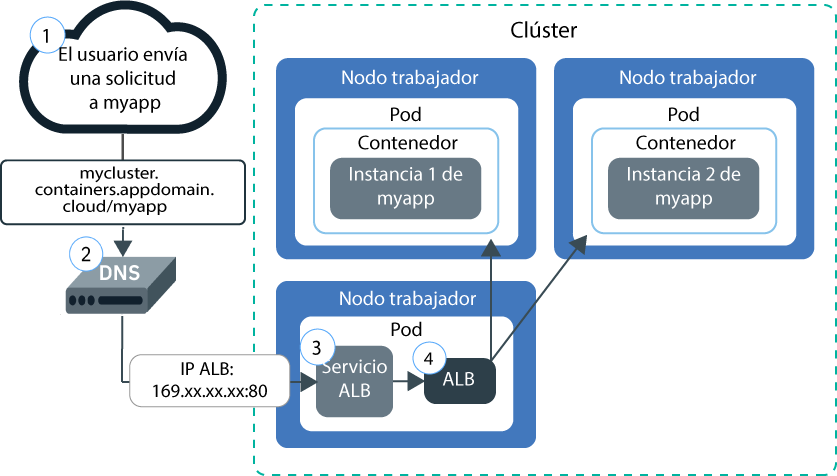 1
El usuario envía
una solicitud
a myapp
mycluster.
containers.appdomain.
cloud/myapp
2
DNS
IP ALB:
169.xx.xx.xx:80
Clúster
Nodo trabajador
Pod
Contenedor
Instancia 1 de
myapp
Nodo trabajador
Pod
Contenedor
Instancia 2 de
myapp
Nodo trabajador
Pod
3
Servicio
ALB
4
ALB